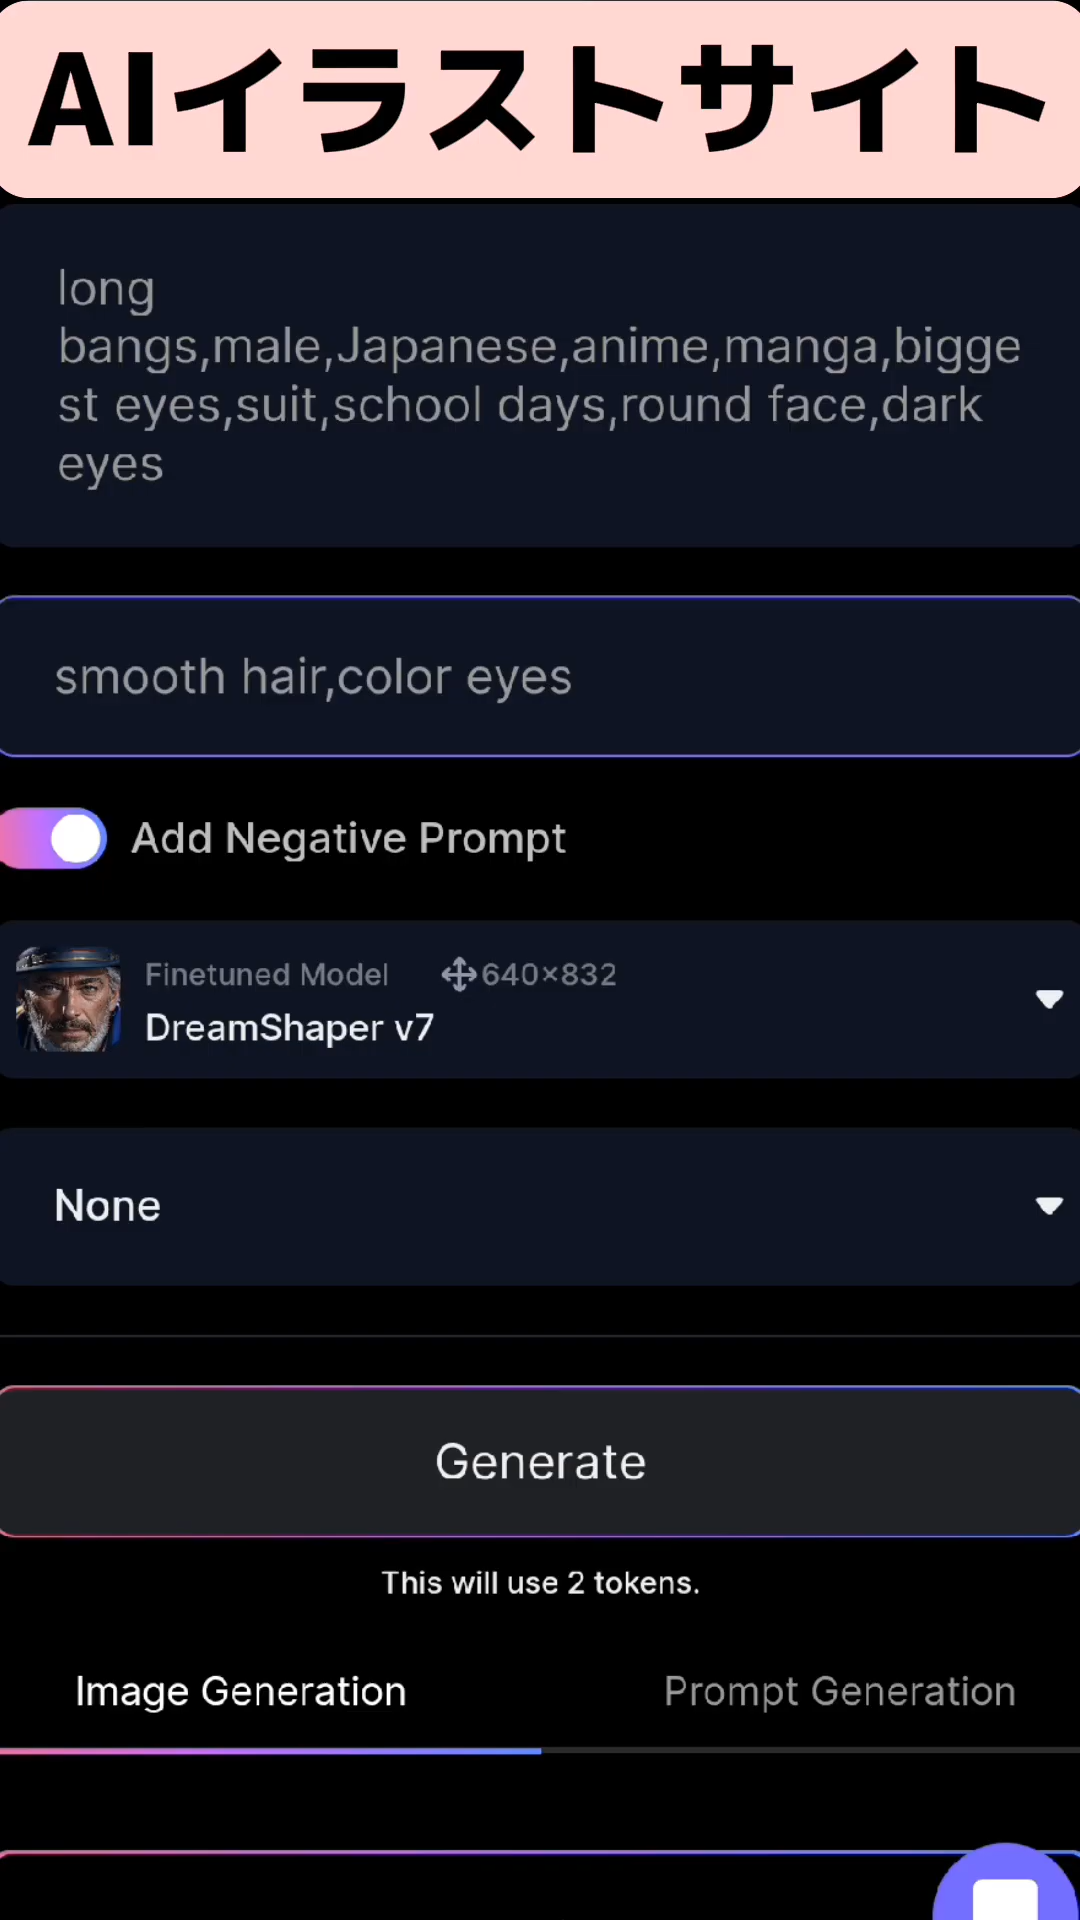 AIイラストサイト
long
bangs,male,Japanese,anime,manga,bigge
st eyes,suit,school days,round face,dark
eyes
smooth hair,color eyes
Add Negative Prompt
Finetuned Model 640×832
DreamShaper v7
None
Generate
This will use 2 tokens.
Image Generation Prompt Generation